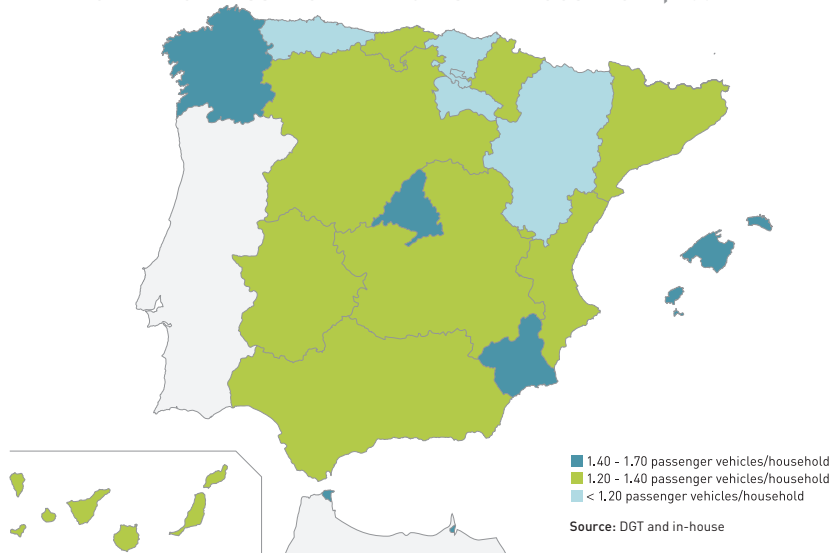 1.40 - 1.70 passenger vehicles/household
1.20 - 1.40 passenger vehicles/household
< 1.20 passenger vehicles/household
Source: DGT and in-house